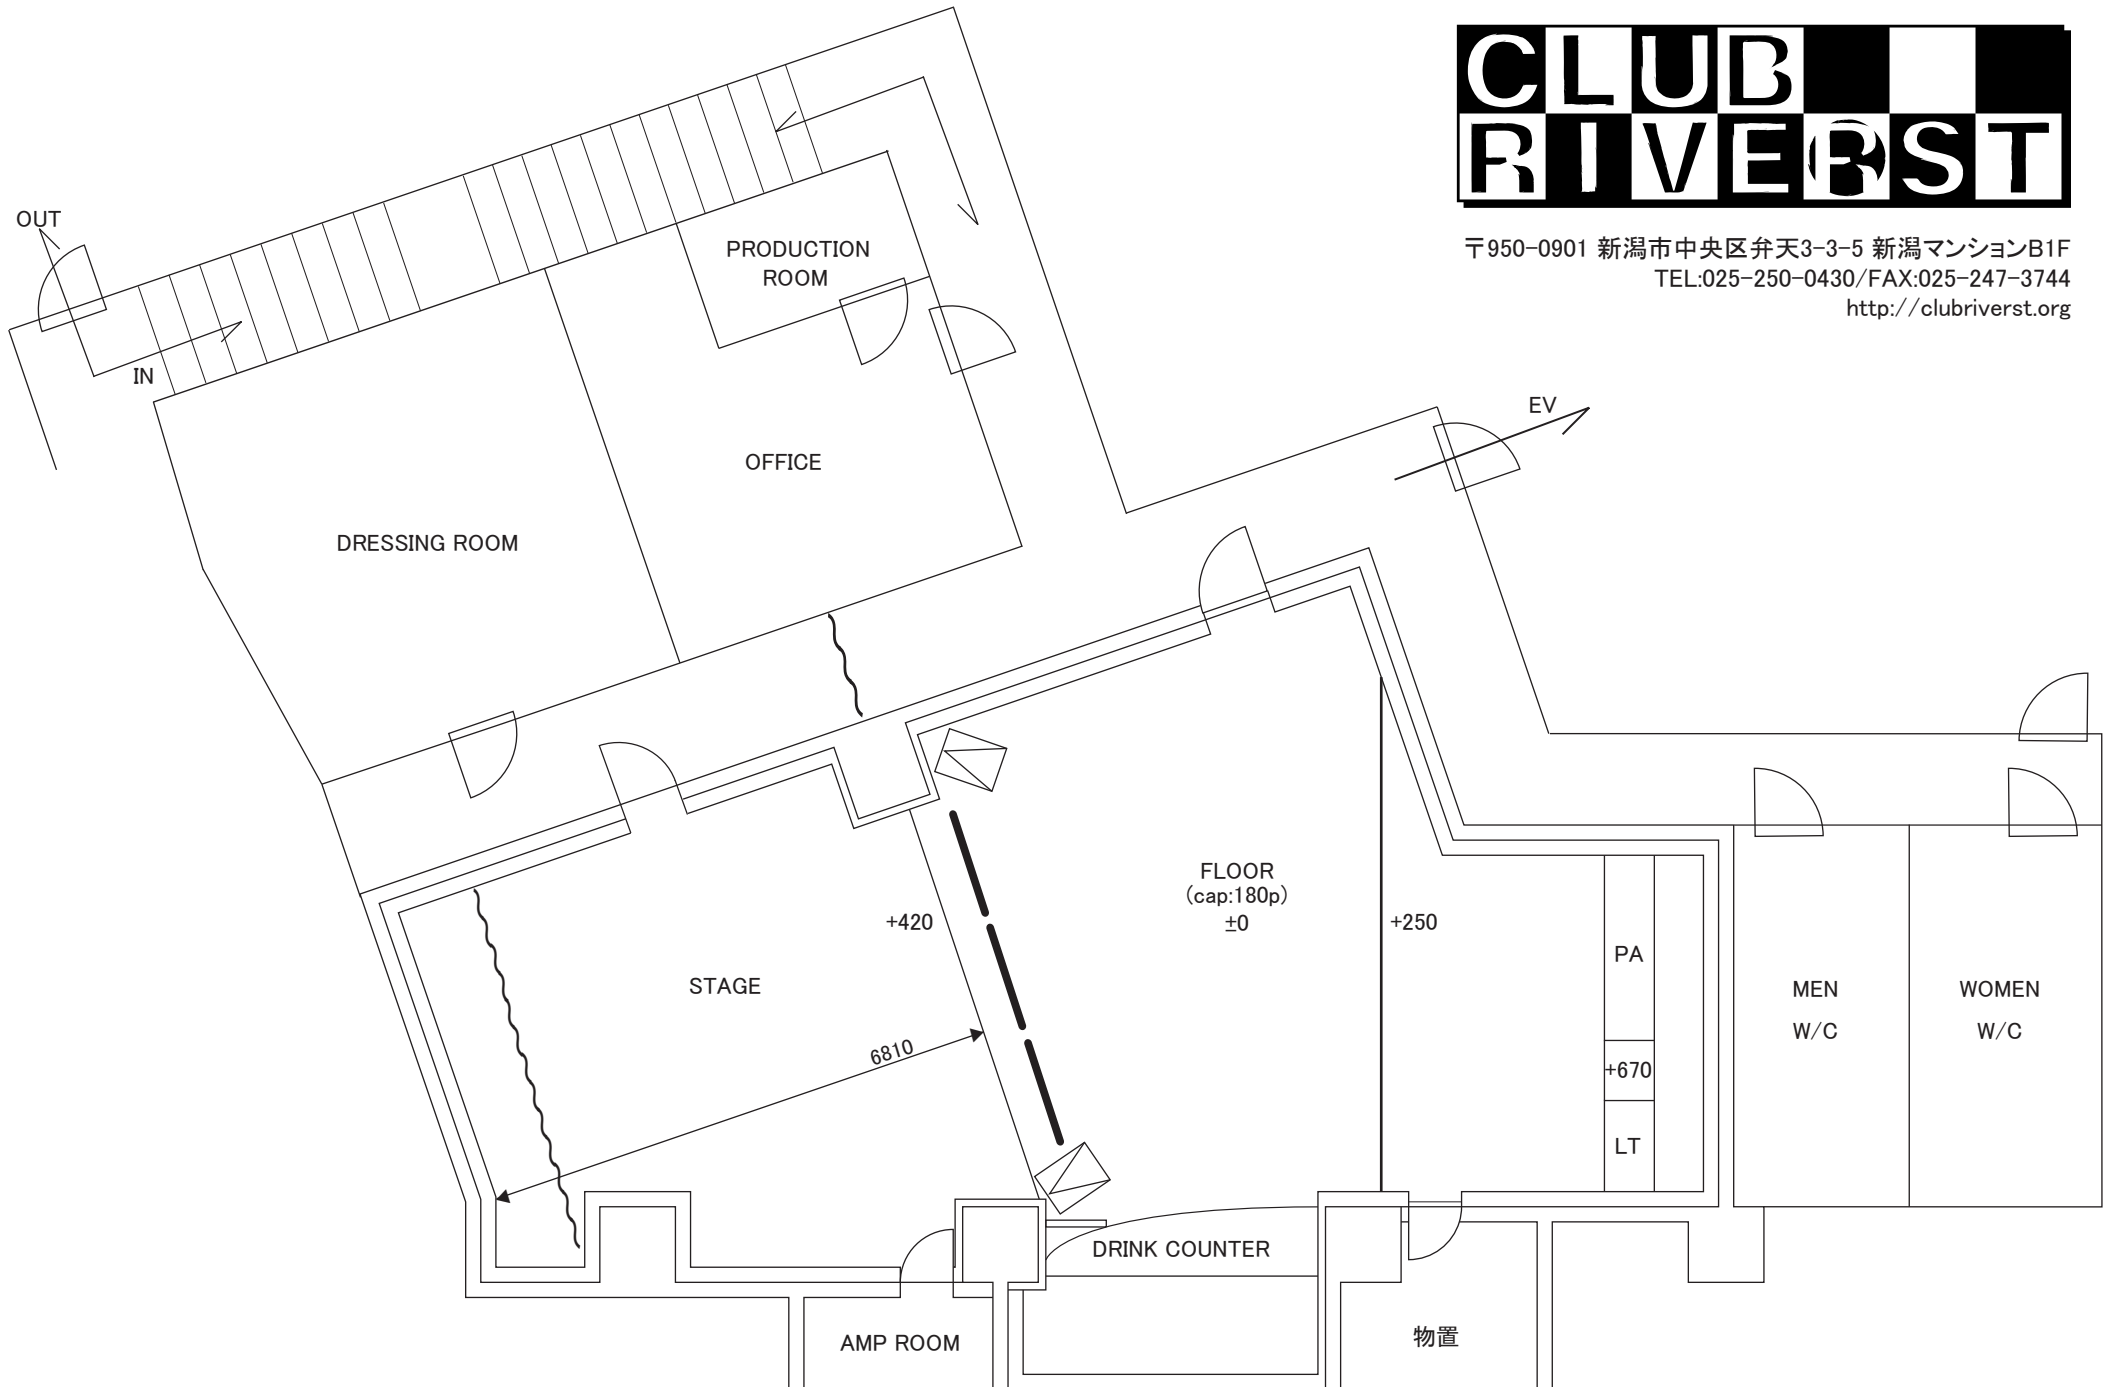 CLUB
RIVERST
〒950-0901 新潟市中央区弁天3-3-5 新潟マンションB1F
TEL:025-250-0430/FAX:025-247-3744
http://clubriverst.org
OUT
IN
PRODUCTION
ROOM
OFFICE
EV
DRESSING ROOM
FLOOR
(cap:180p)
±0
+420
+250
STAGE
6810
PA
+670
LT
MEN
W/C
WOMEN
W/C
DRINK COUNTER
AMP ROOM
物置